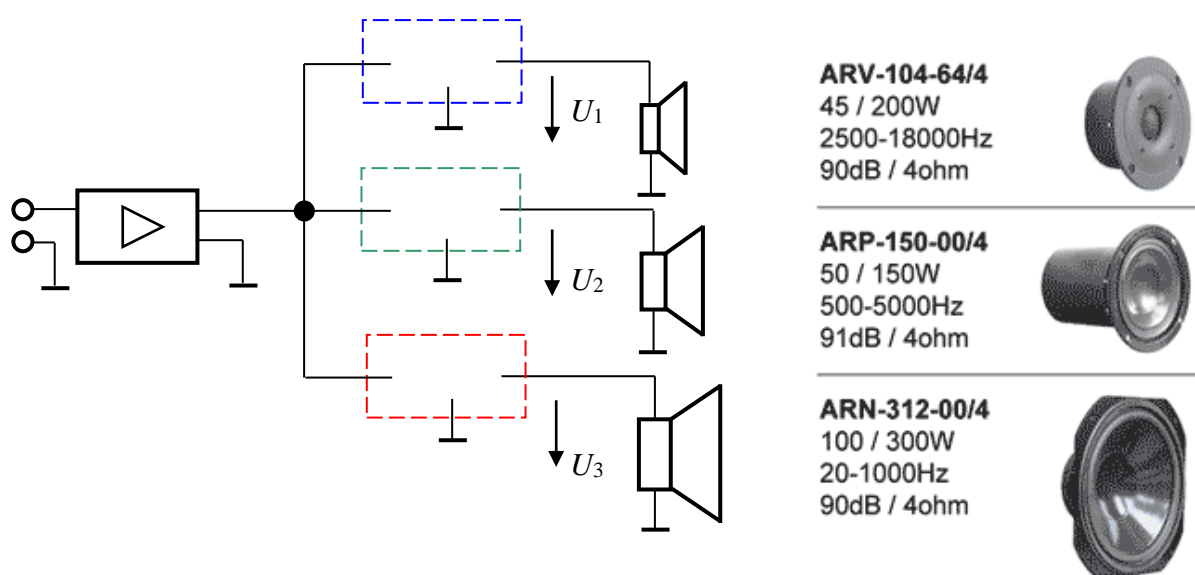 U1
U2
U3
ARV-104-64/4
45 / 200W
2500-18000Hz
90dB / 4ohm
ARP-150-00/4
50 / 150W
500-5000Hz
91dB / 4ohm
ARN-312-00/4
100 / 300W
20-1000Hz
90dB / 4ohm